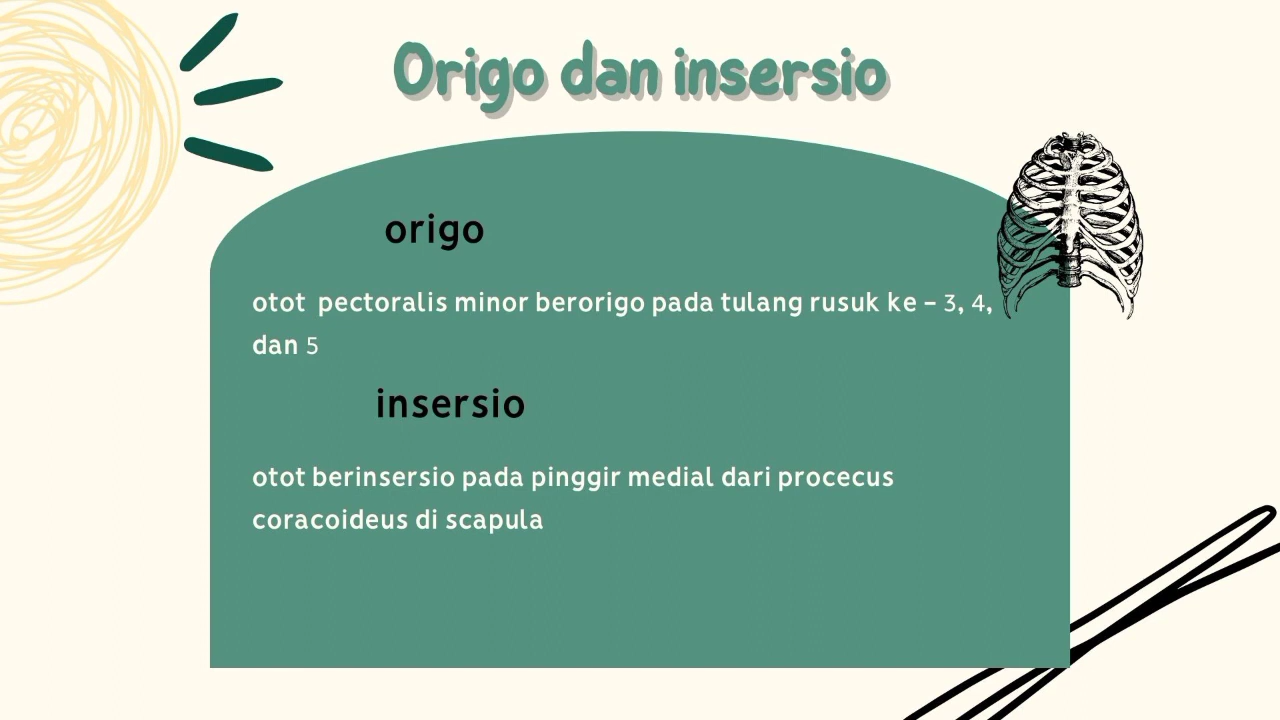 Origo dan insersio
origo
otot pectoralis minor berorigo pada tulang rusuk ke – 3, 4,
dan 5
insersio
otot berinsersio pada pinggir medial dari procecus
coracoideus di scapula